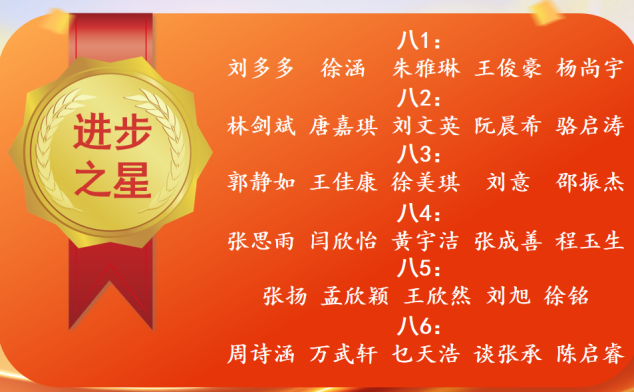 进步
之星
八1：
刘多多 徐涵 朱雅琳 王俊豪 杨尚宇
八2：
林剑斌 唐嘉琪 刘文英 阮晨希 骆启涛
八3：
郭静如 王佳康 徐美琪 刘意 邵振杰
八4：
张思雨 闫欣怡 黄宇洁 张成善 程玉生
八5：
张扬 孟欣颖 王欣然 刘旭 徐铭
八6：
周诗涵 万武轩 乜天浩 谈张承 陈启睿